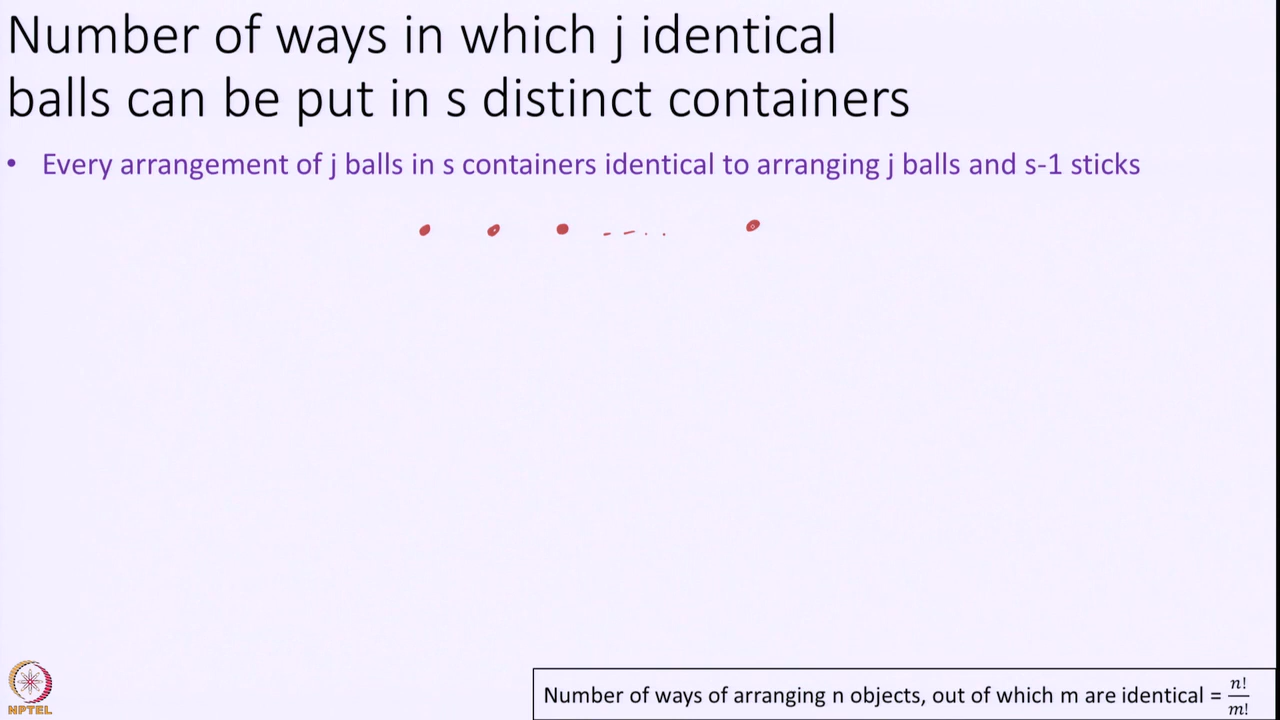 Number of ways in which j identical
balls can be put in s distinct containers
• Every arrangement of j balls in s containers identical to arranging j balls and s-1 sticks
Number of ways of arranging n objects, out of which m are identical = n!/m!
NPTEL